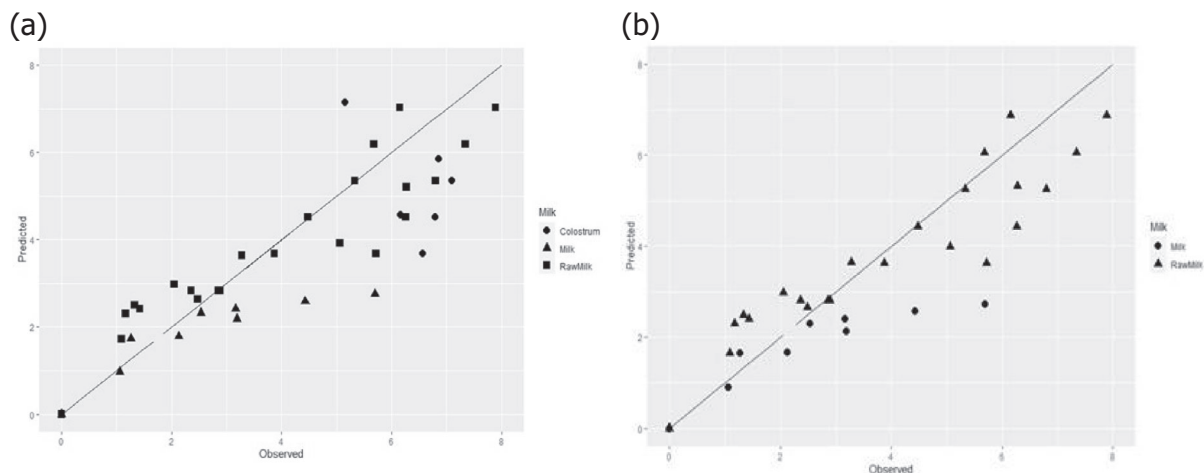 (a)
(b)
8
6
4
2
0
Predicted
0 2 4 6 8
Observed
Milk
Colostrum
Milk
RawMilk
8
6
4
2
0
Predicted
0 2 4 6 8
Observed
Milk
Milk
RawMilk